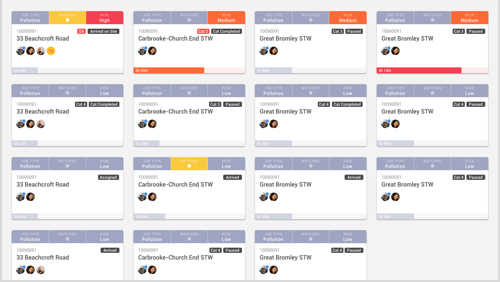 JOB TYPE WATCHED RISK
Pollution High
10090091 EA Arrived on Site
33 Beachcroft Road
JOB TYPE WATCHED RISK
Pollution Medium
10090091 Cat 3 Cat Completed
Carbrooke-Church End STW
JOB TYPE WATCHED RISK
Pollution Medium
10090091 Cat 3 Paused
Great Bromley STW
JOB TYPE WATCHED RISK
Pollution Medium
10090091 Cat 3 Paused
Great Bromley STW
JOB TYPE WATCHED RISK
Pollution Low
10090091 Cat 4 Cat Completed
33 Beachcroft Road
JOB TYPE WATCHED RISK
Pollution Low
10090091 Cat 3 Paused
Carbrooke-Church End STW
JOB TYPE WATCHED RISK
Pollution Low
10090091 Cat 4 Cat Completed
Great Bromley STW
JOB TYPE WATCHED RISK
Pollution Low
10090091 Cat 4 Paused
Great Bromley STW
JOB TYPE WATCHED RISK
Pollution Low
10090091 Assigned
33 Beachcroft Road
JOB TYPE WATCHED RISK
Pollution Low
10090091 Arrived
Carbrooke-Church End STW
JOB TYPE WATCHED RISK
Pollution Low
10090091 Arrived
Great Bromley STW
JOB TYPE WATCHED RISK
Pollution Low
10090091 Cat 4 Paused
Great Bromley STW
JOB TYPE WATCHED RISK
Pollution Low
10090091 Arrived
33 Beachcroft Road
JOB TYPE WATCHED RISK
Pollution Low
10090091 Cat 4 Paused
Carbrooke-Church End STW
JOB TYPE WATCHED RISK
Pollution Low
10090091 Cat 4 Paused
Great Bromley STW